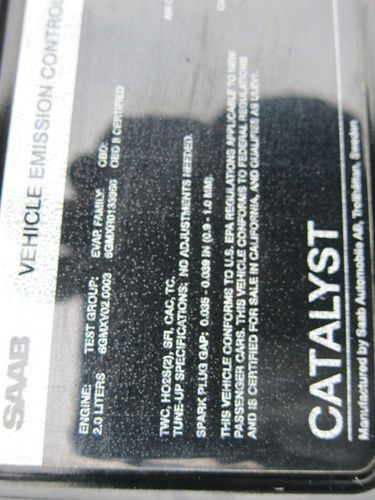 SAAB VEHICLE EMISSION CONTROL
ENGINE: TEST GROUP: EVAP. FAMILY: OBD:
2.0 LITERS 6GMXV02.0003 6GMXR0133956 OBD II CERTIFIED
TWC, HO2S(2), SFI, CAC, TC,
TUNE-UP SPECIFICATIONS: NO ADJUSTMENTS NEEDED.
SPARK PLUG GAP: 0.035 - 0.039 IN (0.9 - 1.0 MM).
THIS VEHICLE CONFORMS TO U.S. EPA REGULATIONS APPLICABLE TO NEW
PASSENGER CARS. THIS VEHICLE CONFORMS TO FEDERAL REGULATIONS
AND IS CERTIFIED FOR SALE IN CALIFORNIA, AND QUALIFIED AS ULEV1.
CATALYST
Manufactured by Saab Automobile AB, Trollhättan, Sweden